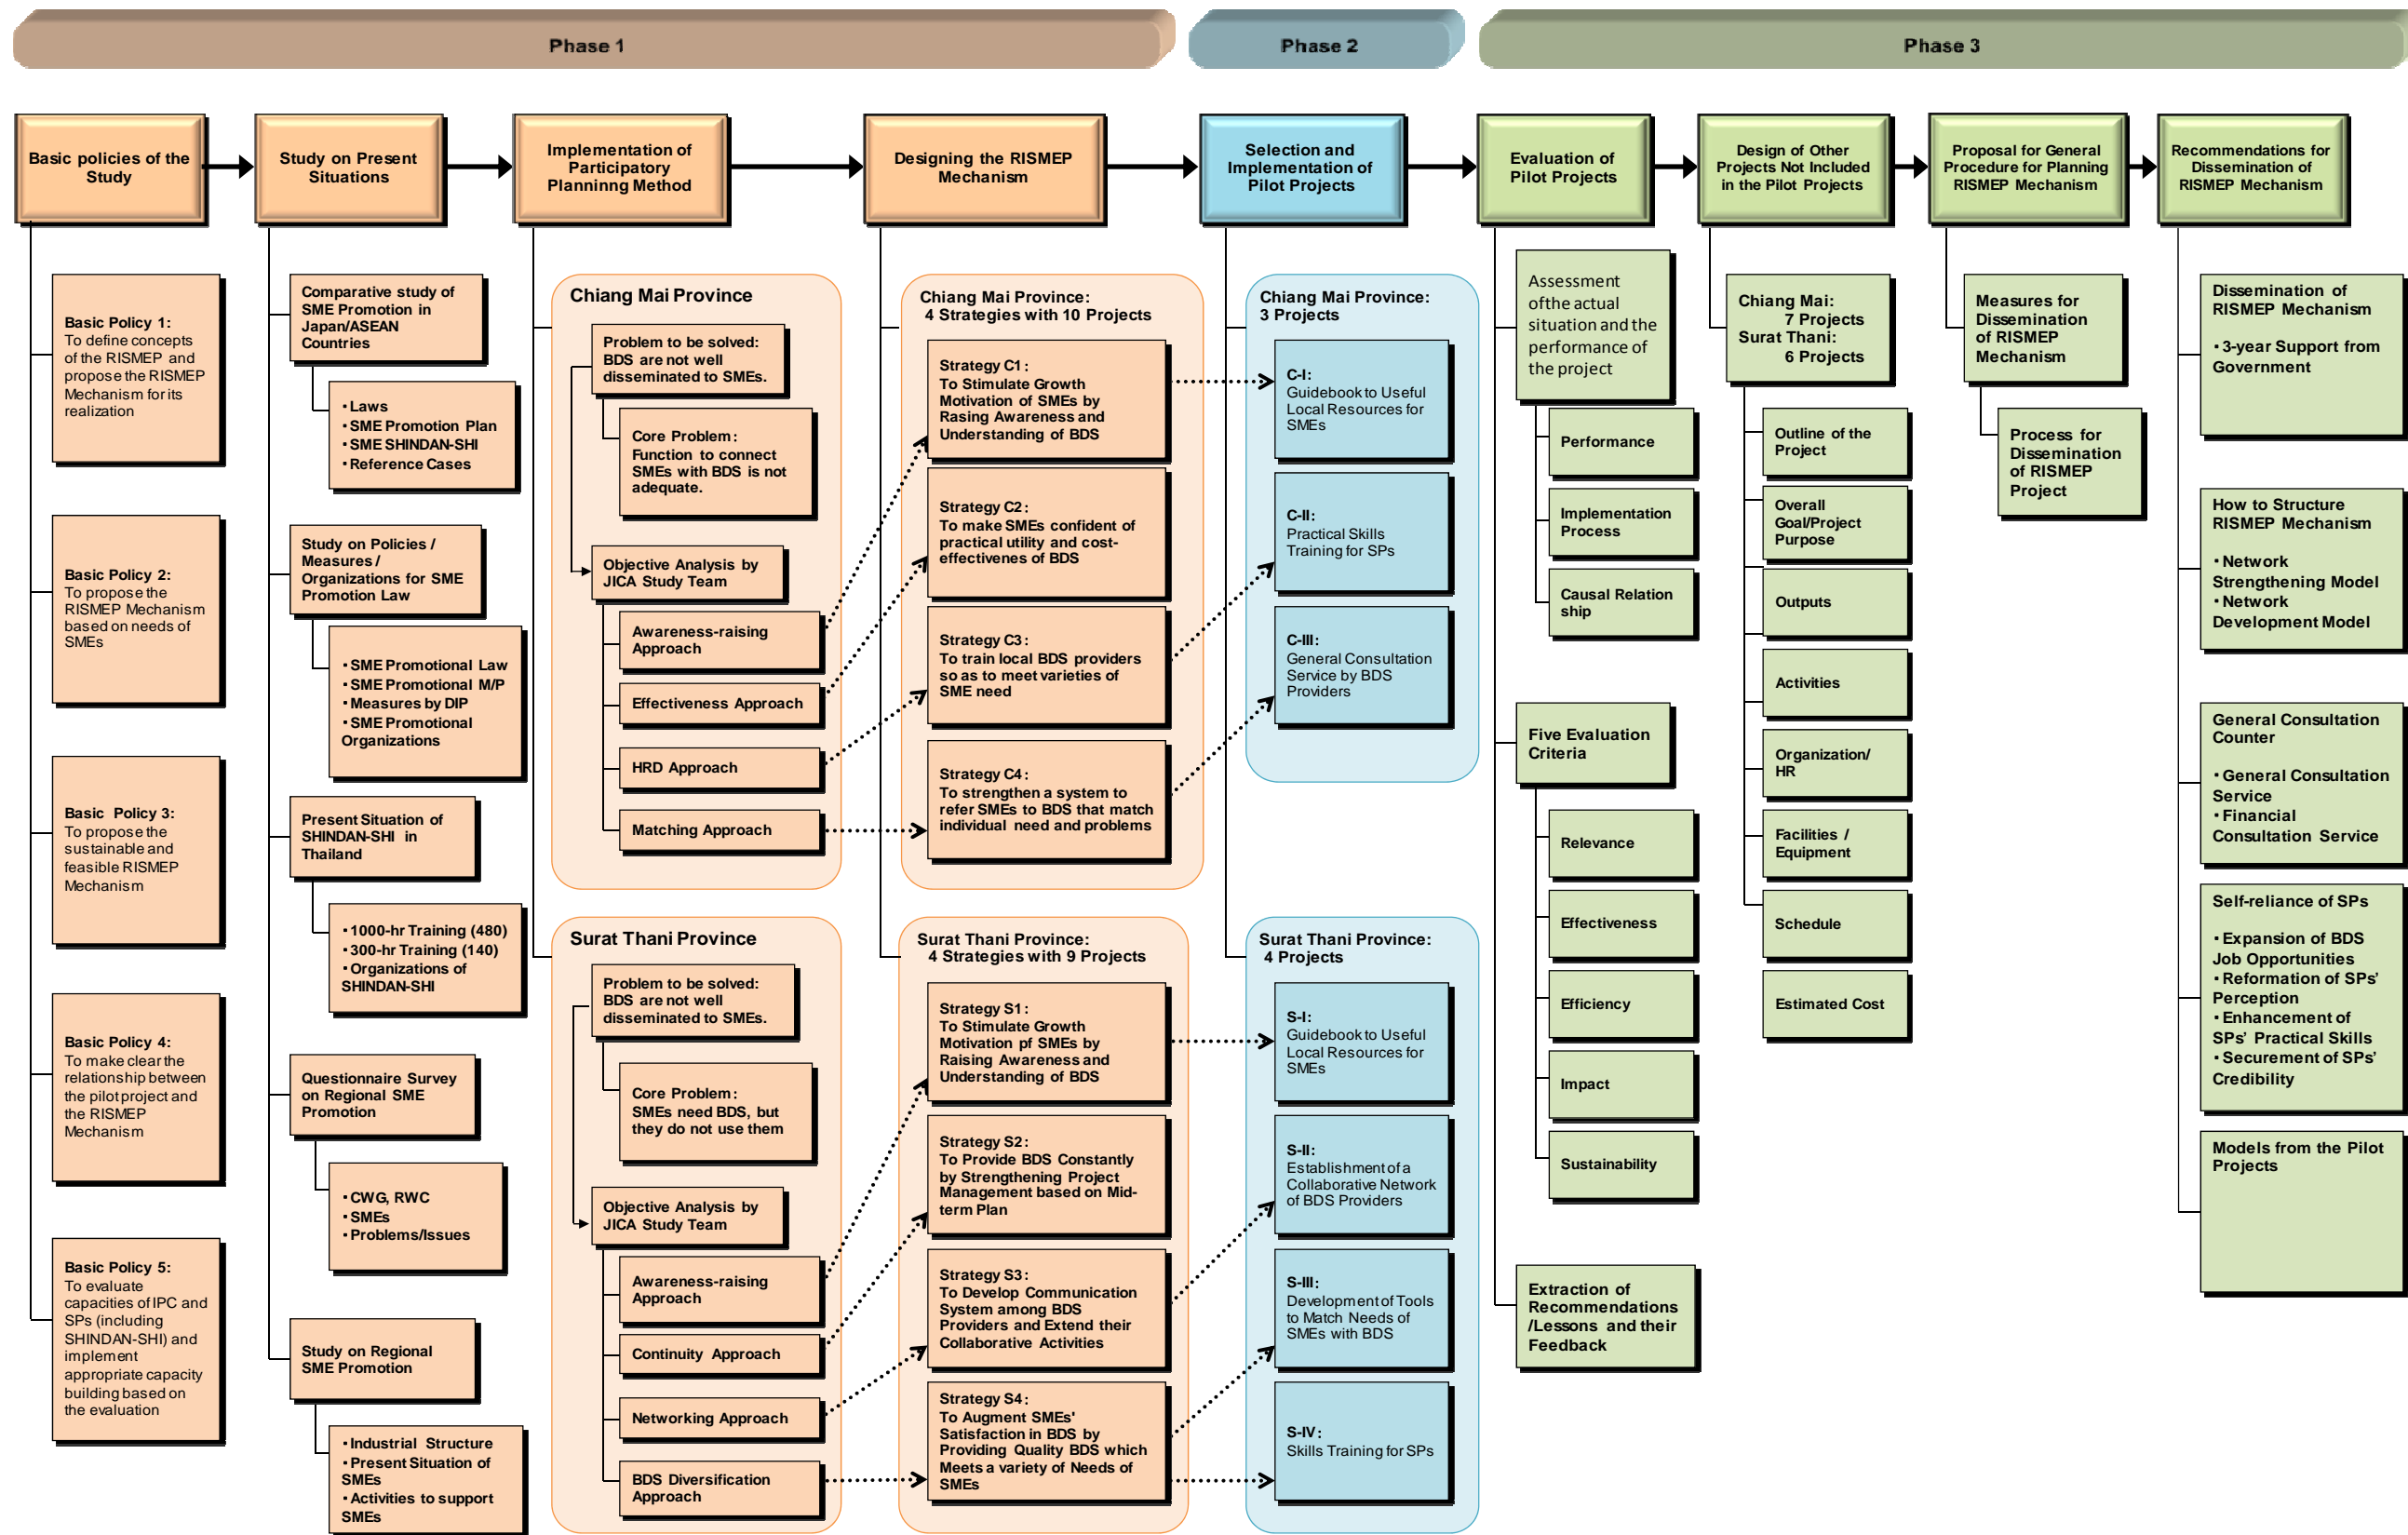 Phase 1
Phase 2
Phase 3
Basic policies of the
Study
Study on Present
Situations
Implementation of
Participatory
Planninng Method
Designing the RISMEP
Mechanism
Selection and
Implementation of
Pilot Projects
Evaluation of
Pilot Projects
Design of Other
Projects Not Included
in the Pilot Projects
Proposal for General
Procedure for Planning
RISMEP Mechanism
Recommendations for
Dissemination of
RISMEP Mechanism
Basic Policy 1:
To define concepts
of the RISMEP and
propose the RISMEP
Mechanism for its
realization
Basic Policy 2:
To propose the
RISMEP Mechanism
based on needs of
SMEs
Basic Policy 3:
To propose the
sustainable and
feasible RISMEP
Mechanism
Basic Policy 4:
To make clear the
relationship between
the pilot project and
the RISMEP
Mechanism
Basic Policy 5:
To evaluate
capacities of IPC and
SPs (including
SHINDAN-SHI) and
implement
appropriate capacity
building based on
the evaluation
Comparative study of
SME Promotion in
Japan/ASEAN
Countries
・Laws
・SME Promotion Plan
・SME SHINDAN-SHI
・Reference Cases
Study on Policies /
Measures /
Organizations for SME
Promotion Law
・SME Promotional Law
・SME Promotional M/P
・Measures by DIP
・SME Promotional
Organizations
Present Situation of
SHINDAN-SHI in
Thailand
・1000-hr Training (480)
・300-hr Training (140)
・Organizations of
SHINDAN-SHI
Questionnaire Survey
on Regional SME
Promotion
・CWG, RWC
・SMEs
・Problems/Issues
Study on Regional
SME Promotion
・Industrial Structure
・Present Situation of
SMEs
・Activities to support
SMEs
Chiang Mai Province
Problem to be solved:
BDS are not well
disseminated to SMEs.
Core Problem:
Function to connect
SMEs with BDS is not
adequate.
Objective Analysis by
JICA Study Team
Awareness-raising
Approach
Effectiveness Approach
HRD Approach
Matching Approach
Surat Thani Province
Problem to be solved:
BDS are not well
disseminated to SMEs.
Core Problem:
SMEs need BDS, but
they do not use them
Objective Analysis by
JICA Study Team
Awareness-raising
Approach
Continuity Approach
Networking Approach
BDS Diversification
Approach
Chiang Mai Province:
4 Strategies with 10 Projects
Strategy C1:
To Stimulate Growth
Motivation of SMEs by
Rasing Awareness and
Understanding of BDS
Strategy C2:
To make SMEs confident of
practical utility and cost-
effectivenes of BDS
Strategy C3:
To train local BDS providers
so as to meet varieties of
SME need
Strategy C4:
To strengthen a system to
refer SMEs to BDS that match
individual need and problems
Surat Thani Province:
4 Strategies with 9 Projects
Strategy S1:
To Stimulate Growth
Motivation pf SMEs by
Raising Awareness and
Understanding of BDS
Strategy S2:
To Provide BDS Constantly
by Strengthening Project
Management based on Mid-
term Plan
Strategy S3:
To Develop Communication
System among BDS
Providers and Extend their
Collaborative Activities
Strategy S4:
To Augment SMEs'
Satisfaction in BDS by
Providing Quality BDS which
Meets a variety of Needs of
SMEs
Chiang Mai Province:
3 Projects
C-I:
Guidebook to Useful
Local Resources for
SMEs
C-II:
Practical Skills
Training for SPs
C-III:
General Consultation
Service by BDS
Providers
Surat Thani Province:
4 Projects
S-I:
Guidebook to Useful
Local Resources for
SMEs
S-II:
Establishment of a
Collaborative Network
of BDS Providers
S-III:
Development of Tools
to Match Needs of
SMEs with BDS
S-IV:
Skills Training for SPs
Assessment
of the actual
situation and the
performance of
the project
Performance
Implementation
Process
Causal Relation
ship
Five Evaluation
Criteria
Relevance
Effectiveness
Efficiency
Impact
Sustainability
Extraction of
Recommendations
/Lessons and their
Feedback
Chiang Mai:
7 Projects
Surat Thani:
6 Projects
Outline of the
Project
Overall
Goal/Project
Purpose
Outputs
Activities
Organization/
HR
Facilities /
Equipment
Schedule
Estimated Cost
Measures for
Dissemination
of RISMEP
Mechanism
Process for
Dissemination
of RISMEP
Project
Dissemination of
RISMEP Mechanism
・3-year Support from
Government
How to Structure
RISMEP Mechanism
・Network
Strengthening Model
・Network
Development Model
General Consultation
Counter
・General Consultation
Service
・Financial
Consultation Service
Self-reliance of SPs
・Expansion of BDS
Job Opportunities
・Reformation of SPs'
Perception
・Enhancement of
SPs' Practical Skills
・Securement of SPs'
Credibility
Models from the Pilot
Projects